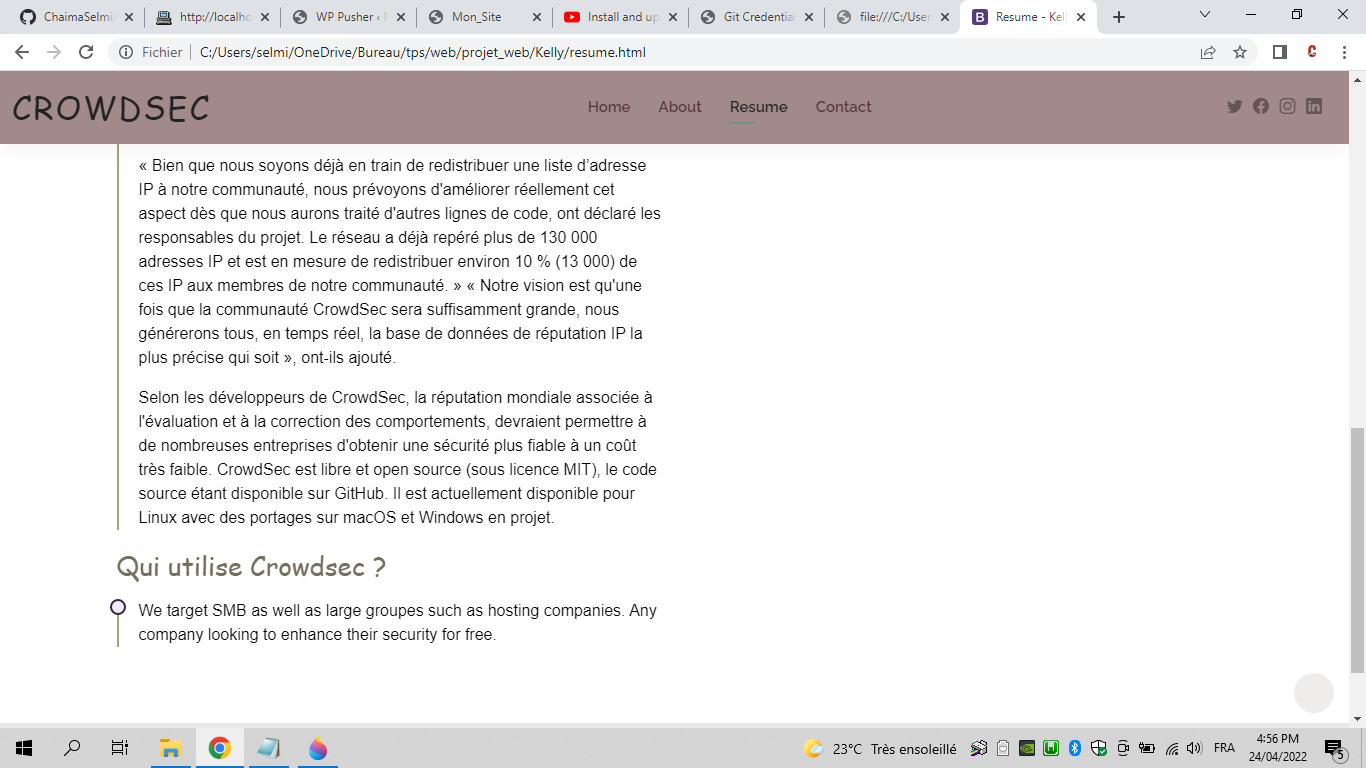 ChaimaSelmi/
http://localho
WP Pusher ‹
Mon_Site
Install and up
Git Credential
file:///C:/User
Resume - Kel
Fichier
C:/Users/selmi/OneDrive/Bureau/tps/web/projet_web/Kelly/resume.html
CROWDSEC
Home
About
Resume
Contact
« Bien que nous soyons déjà en train de redistribuer une liste d’adresse
IP à notre communauté, nous prévoyons d'améliorer réellement cet
aspect dès que nous aurons traité d'autres lignes de code, ont déclaré les
responsables du projet. Le réseau a déjà repéré plus de 130 000
adresses IP et est en mesure de redistribuer environ 10 % (13 000) de
ces IP aux membres de notre communauté. » « Notre vision est qu'une
fois que la communauté CrowdSec sera suffisamment grande, nous
générerons tous, en temps réel, la base de données de réputation IP la
plus précise qui soit », ont-ils ajouté.
Selon les développeurs de CrowdSec, la réputation mondiale associée à
l'évaluation et à la correction des comportements, devraient permettre à
de nombreuses entreprises d'obtenir une sécurité plus fiable à un coût
très faible. CrowdSec est libre et open source (sous licence MIT), le code
source étant disponible sur GitHub. Il est actuellement disponible pour
Linux avec des portages sur macOS et Windows en projet.
Qui utilise Crowdsec ?
We target SMB as well as large groupes such as hosting companies. Any
company looking to enhance their security for free.
23°C Très ensoleillé
FRA
4:56 PM
24/04/2022
5